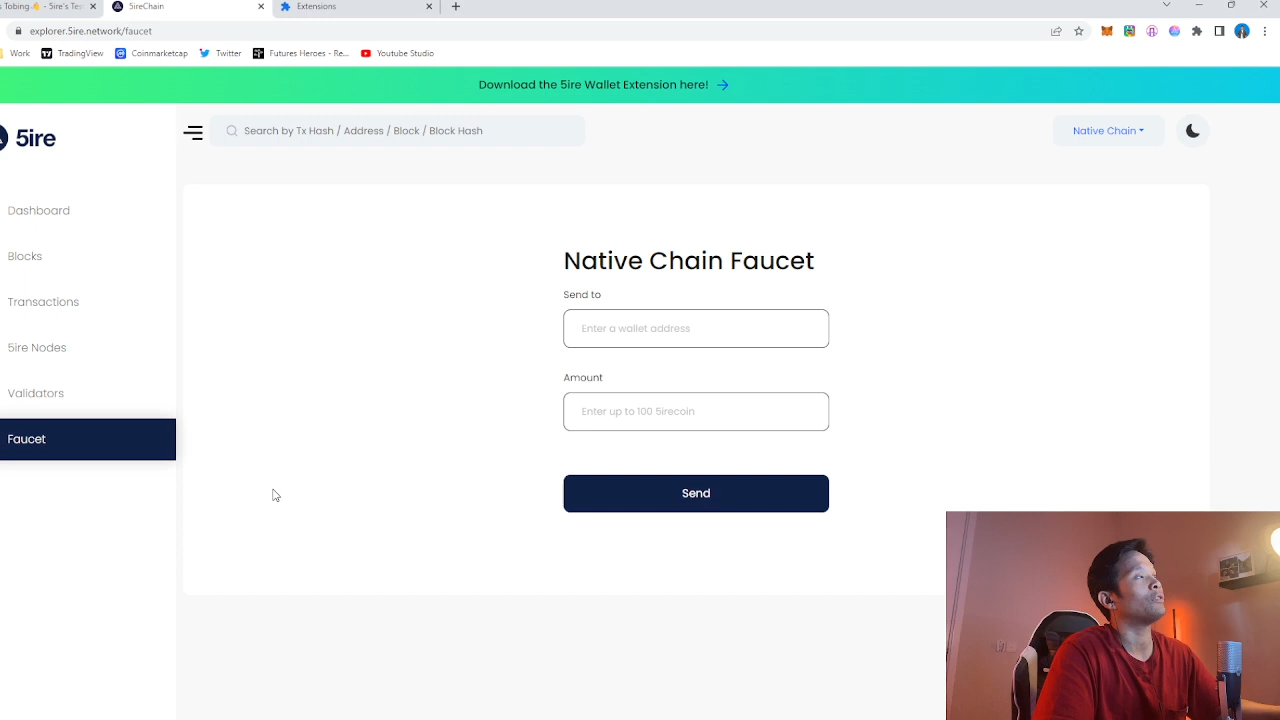 s Tobing👋 - 5ire's Tes
5ireChain
Extensions
explorer.5ire.network/faucet
Work
TradingView
Coinmarketcap
Twitter
Futures Heroes - Re...
Youtube Studio
Download the 5ire Wallet Extension here!
5ire
Search by Tx Hash / Address / Block / Block Hash
Native Chain
Dashboard
Blocks
Transactions
5ire Nodes
Validators
Faucet
Native Chain Faucet
Send to
Enter a wallet address
Amount
Enter up to 100 5irecoin
Send